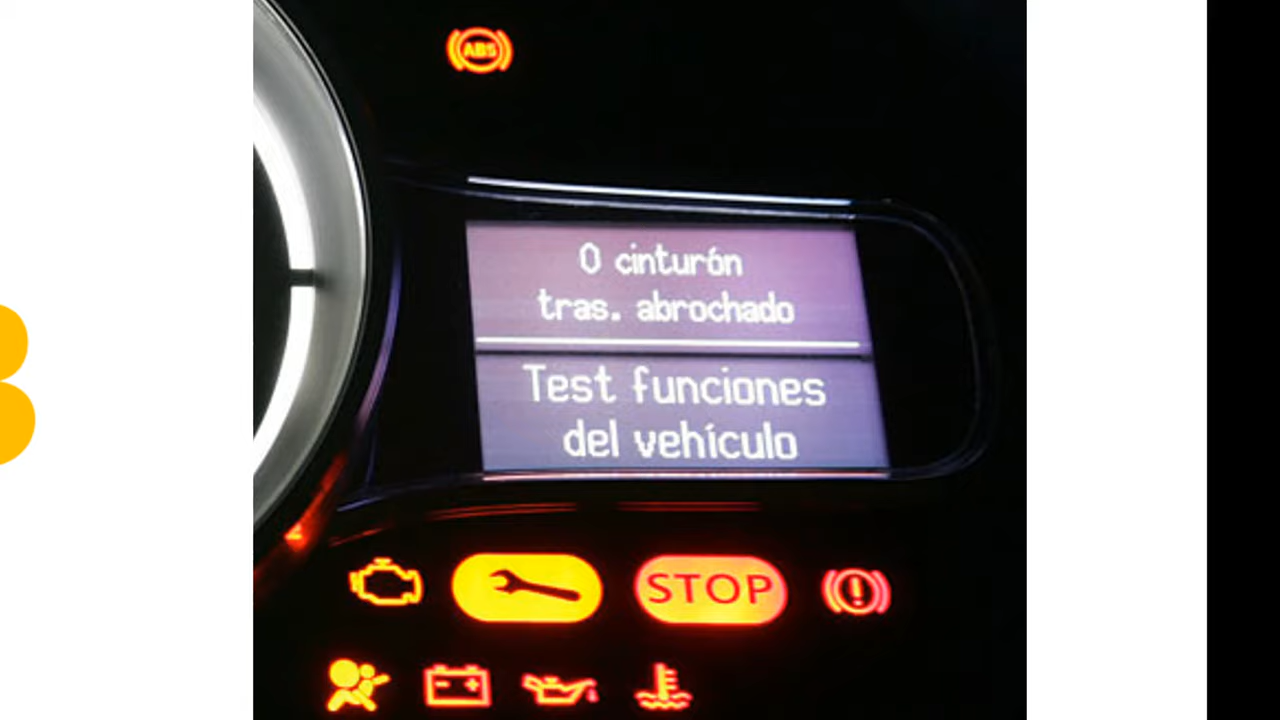 ABS
0 cinturón
tras. abrochado
Test funciones
del vehículo
STOP